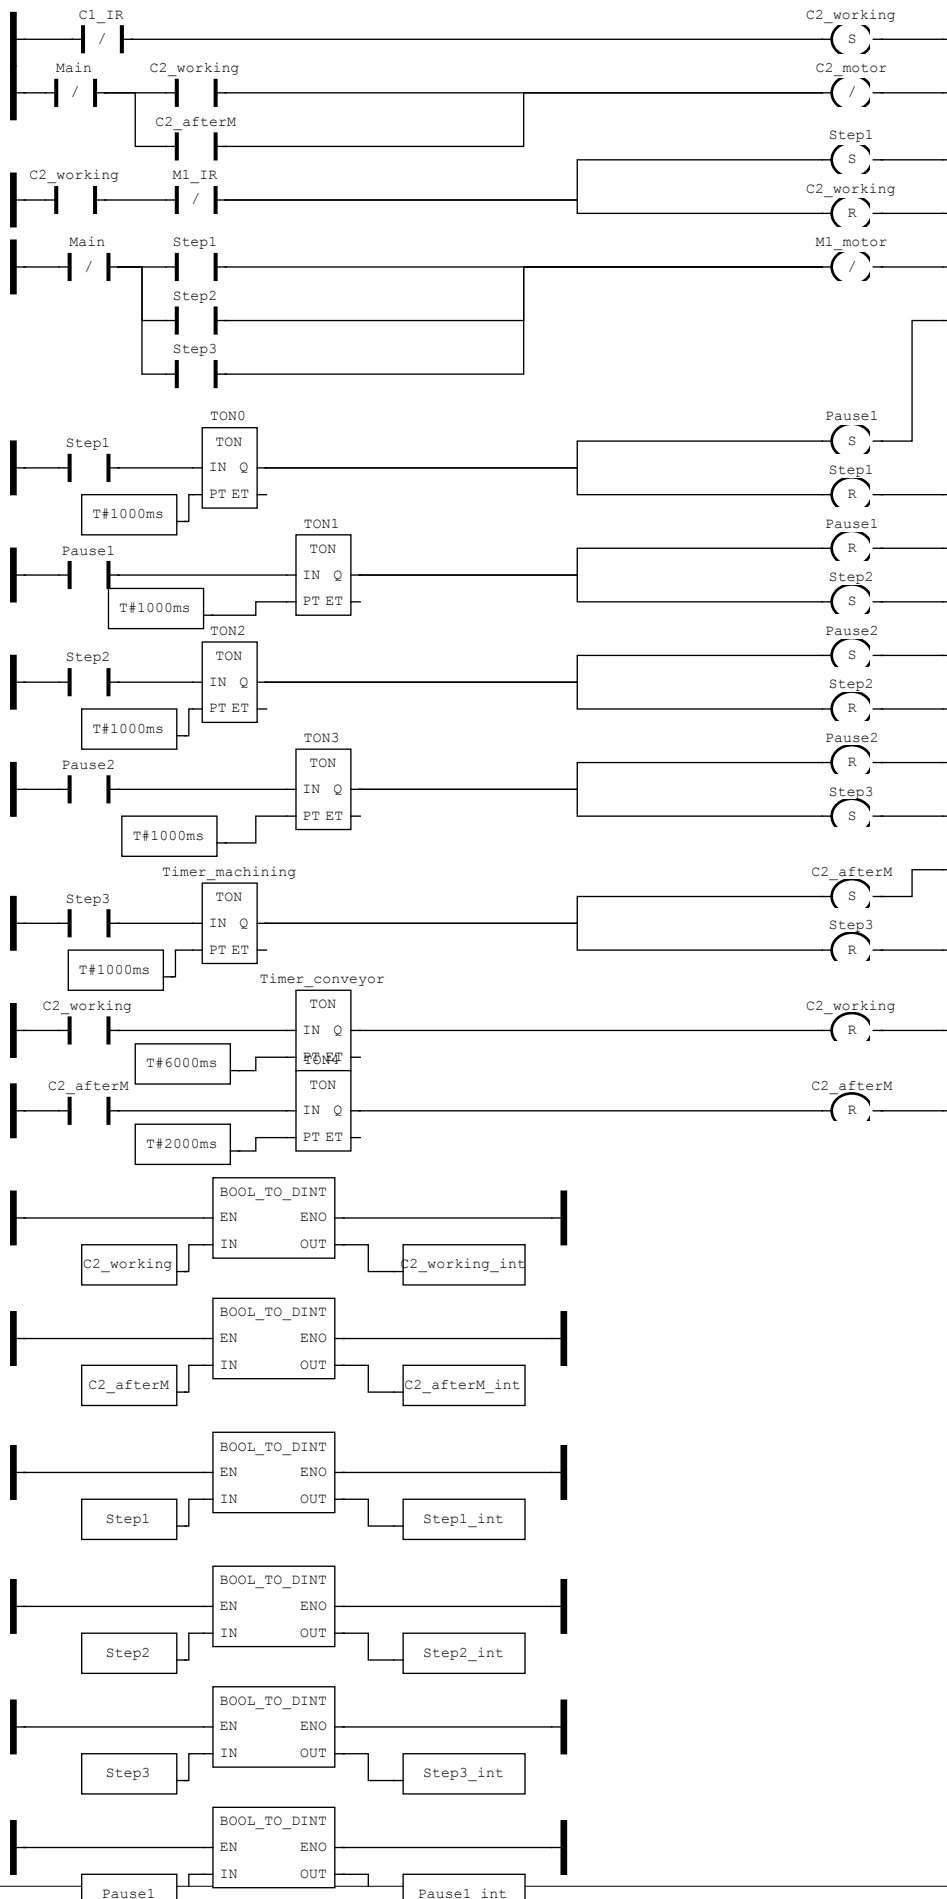 C1_IR C2_working
/ S
Main C2_working C2_motor
/ /
C2_afterM
Step1
S
C2_working M1_IR C2_working
/ R
Main Step1 M1_motor
/ /
Step2
Step3
TON0 Pause1
Step1 TON S
IN Q Step1
PT ET R
T#1000ms
TON1 Pause1
Pause1 TON R
IN Q Step2
T#1000ms PT ET S
TON2 Pause2
Step2 TON S
IN Q Step2
T#1000ms PT ET R
TON3 Pause2
Pause2 TON R
IN Q Step3
PT ET S
T#1000ms
Timer_machining C2_afterM
Step3 TON S
IN Q Step3
PT ET R
T#1000ms
Timer_conveyor
C2_working TON C2_working
IN Q R
T#6000ms PT ET
TON4
C2_afterM TON C2_afterM
IN Q R
T#2000ms PT ET
BOOL_TO_DINT
EN ENO
IN OUT
C2_working C2_working_int
BOOL_TO_DINT
EN ENO
IN OUT
C2_afterM C2_afterM_int
BOOL_TO_DINT
EN ENO
IN OUT
Step1 Step1_int
BOOL_TO_DINT
EN ENO
IN OUT
Step2 Step2_int
BOOL_TO_DINT
EN ENO
IN OUT
Step3 Step3_int
BOOL_TO_DINT
EN ENO
IN OUT
Pause1 Pause1_int